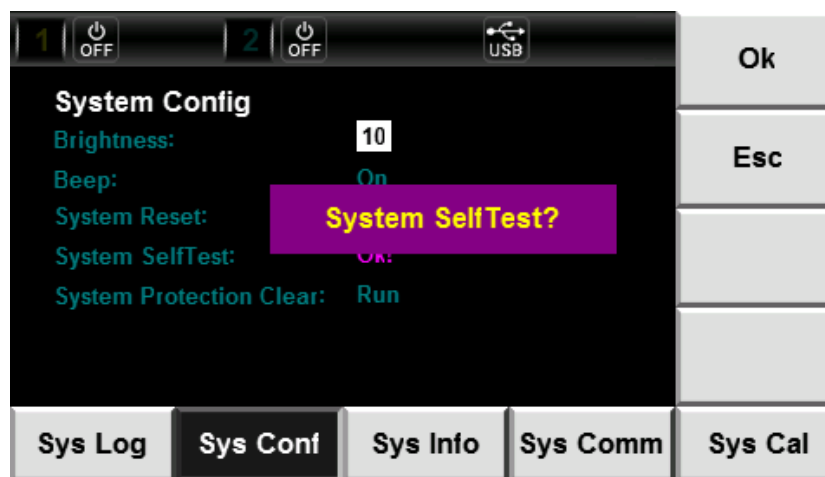 1 OFF 2 OFF USB
Ok
System Config
Brightness: 10
Esc
Beep: On
System Reset:
System SelfTest?
System SelfTest: Ok!
System Protection Clear: Run
Sys Log Sys Conf Sys Info Sys Comm Sys Cal